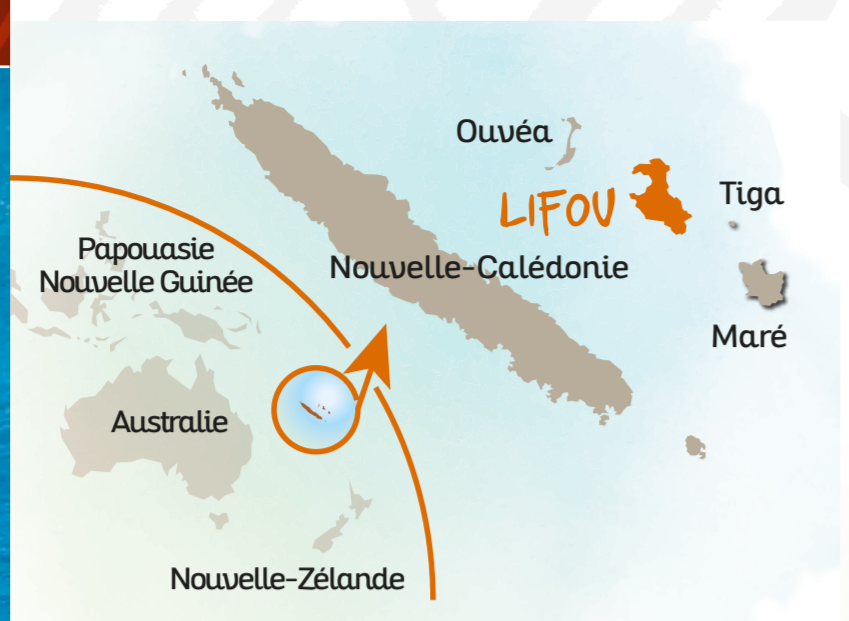 Ouvéa
LIFOU
Tiga
Papouasie
Nouvelle Guinée
Nouvelle-Calédonie
Maré
Australie
Nouvelle-Zélande